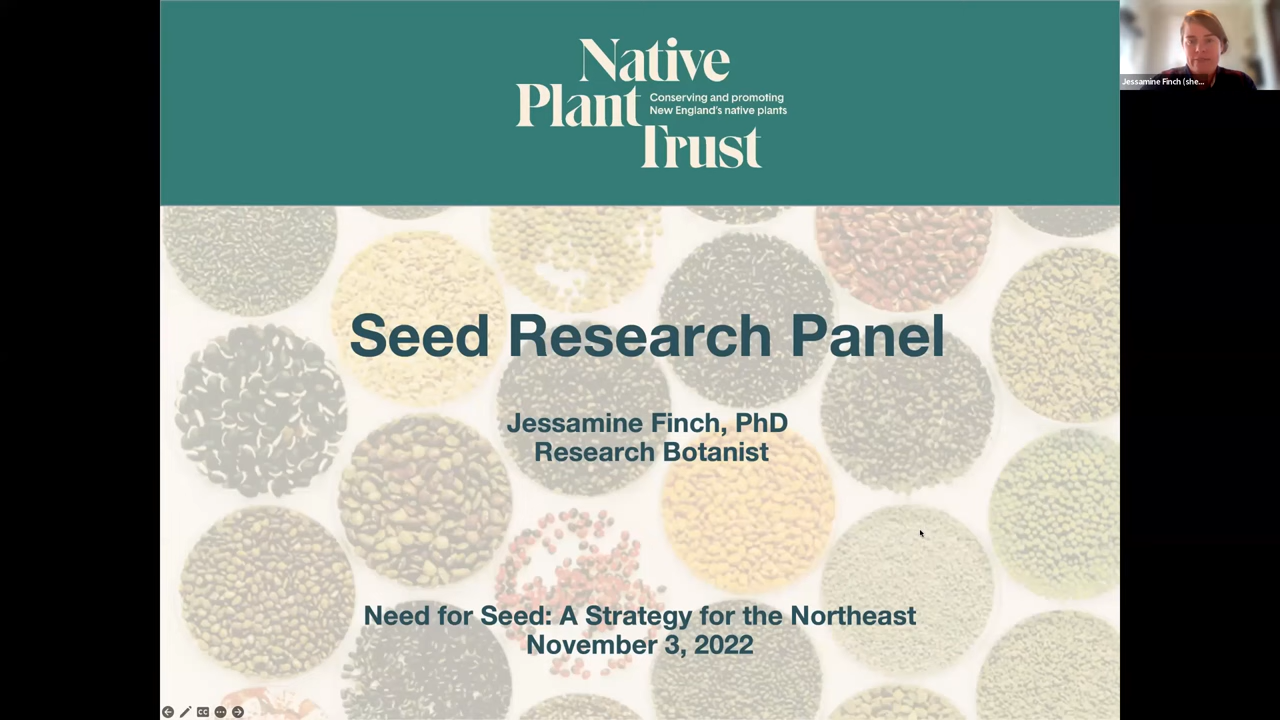 Native
Plant
Conserving and promoting
New England's native plants
Trust
Jessamine Finch (she...
Seed Research Panel
Jessamine Finch, PhD
Research Botanist
Need for Seed: A Strategy for the Northeast
November 3, 2022
CC